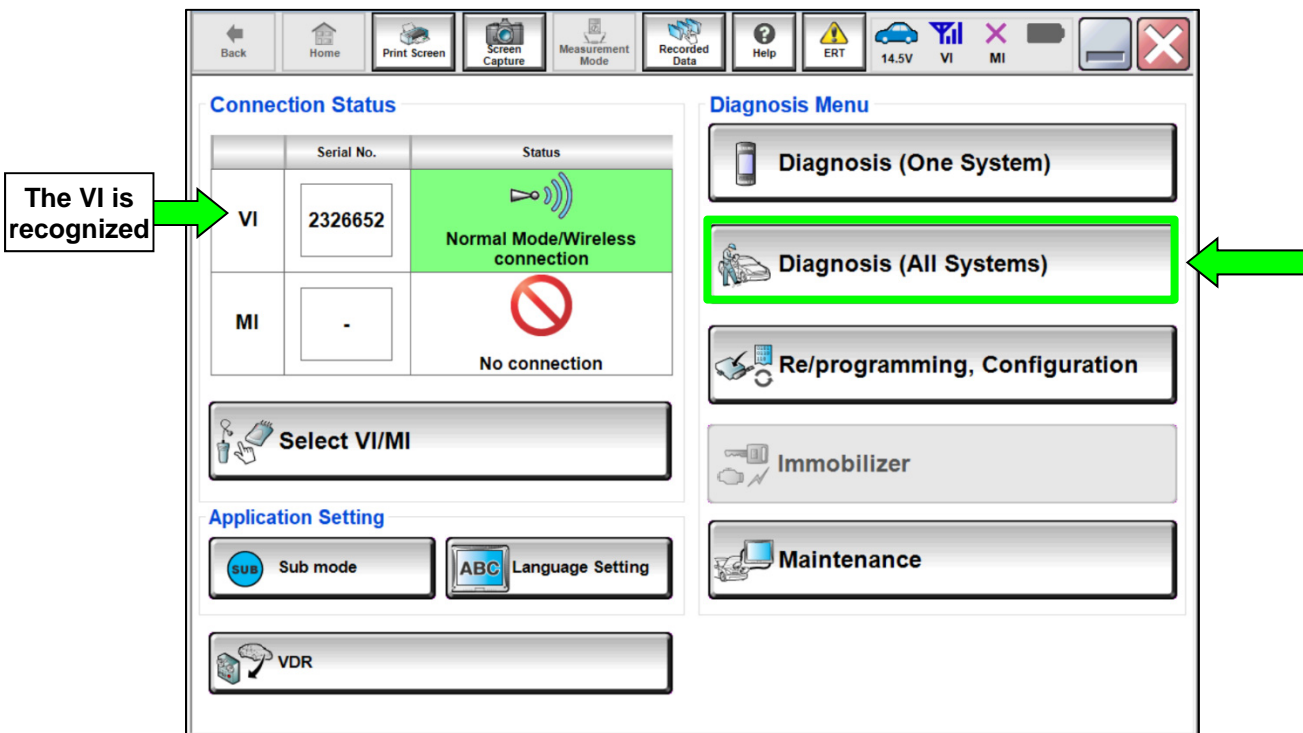 Back
Home
Print Screen
Screen
Capture
Measurement
Mode
Recorded
Data
Help
ERT
14.5V
VI
MI
Connection Status
Serial No.
Status
VI
2326652
Normal Mode/Wireless
connection
MI
-
No connection
Select VI/MI
Application Setting
SUB
Sub mode
ABC
Language Setting
VDR
Diagnosis Menu
Diagnosis (One System)
Diagnosis (All Systems)
Re/programming, Configuration
Immobilizer
Maintenance
The VI is
recognized